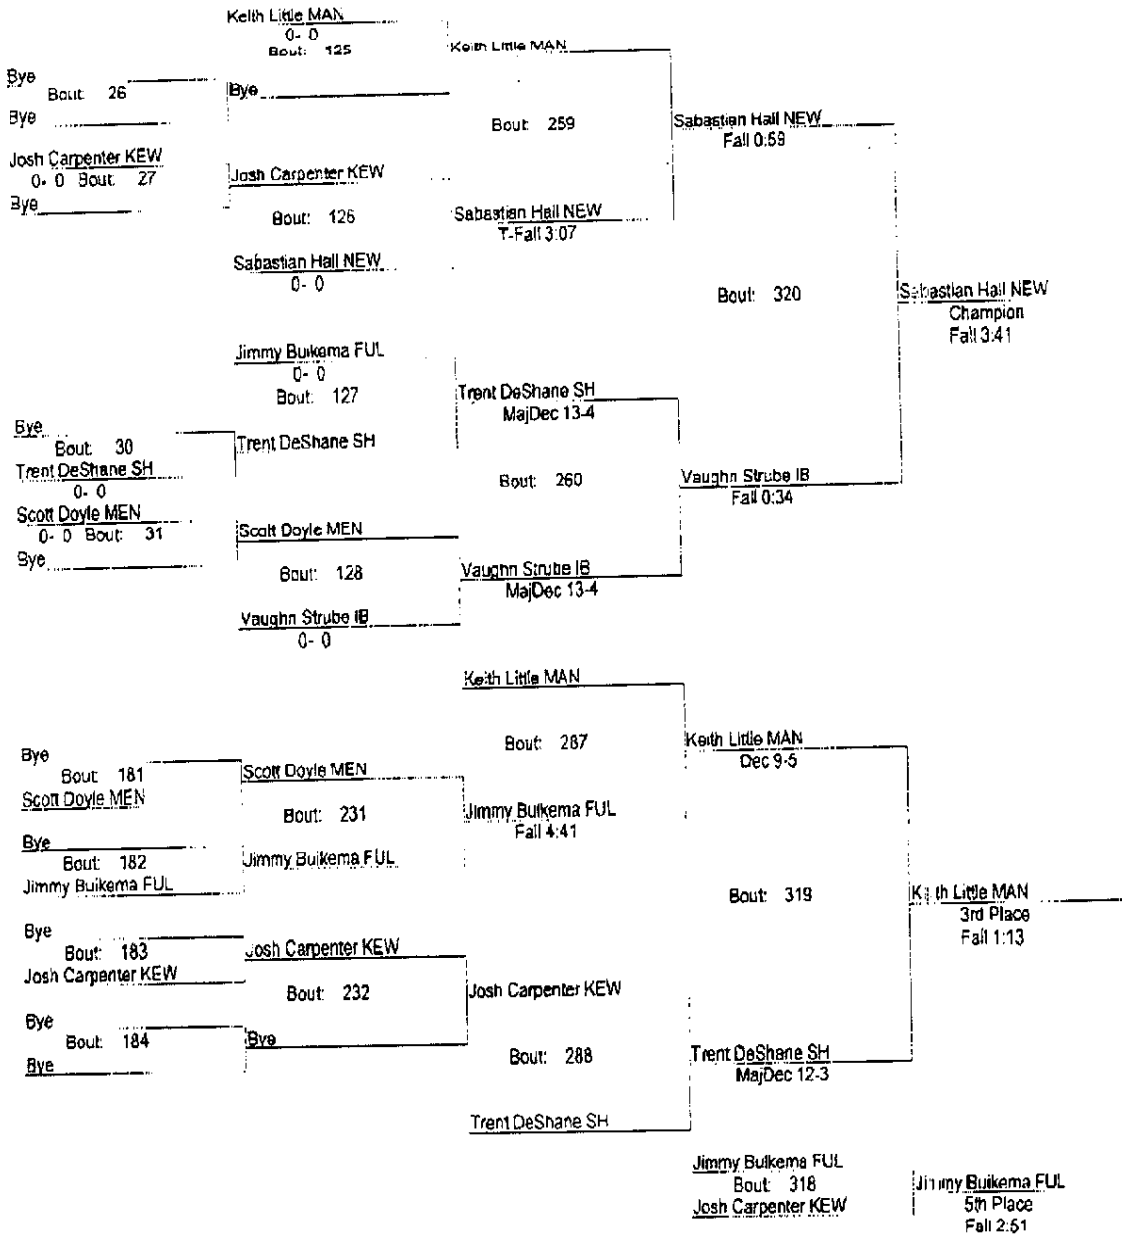 Keith Little MAN
0- 0
Bout: 125
Keith Little MAN
Bye
Bout: 26
Bye
Bye
Bout: 259
Sabastian Hall NEW
Fall 0:59
Josh Carpenter KEW
0- 0 Bout: 27
Josh Carpenter KEW
Bye
Bout: 126
Sabastian Hall NEW
T-Fall 3:07
Sabastian Hall NEW
0- 0
Bout: 320
Sabastian Hall NEW
Champion
Fall 3:41
Jimmy Buikema FUL
0- 0
Bout: 127
Trent DeShane SH
MajDec 13-4
Bye
Bout: 30
Trent DeShane SH
Trent DeShane SH
0- 0
Bout: 260
Vaughn Strube IB
Fall 0:34
Scott Doyle MEN
0- 0 Bout: 31
Scott Doyle MEN
Bye
Bout: 128
Vaughn Strube IB
MajDec 13-4
Vaughn Strube IB
0- 0
Keith Little MAN
Bout: 287
Keith Little MAN
Dec 9-5
Bye
Bout: 181
Scott Doyle MEN
Scott Doyle MEN
Bout: 231
Jimmy Buikema FUL
Fall 4:41
Bye
Bout: 182
Jimmy Buikema FUL
Jimmy Buikema FUL
Bout: 319
Keith Little MAN
3rd Place
Fall 1:13
Bye
Bout: 183
Josh Carpenter KEW
Josh Carpenter KEW
Bout: 232
Josh Carpenter KEW
Bye
Bout: 184
Bye
Bye
Bout: 288
Trent DeShane SH
MajDec 12-3
Trent DeShane SH
Jimmy Buikema FUL
Bout: 318
Josh Carpenter KEW
Jimmy Buikema FUL
5th Place
Fall 2:51